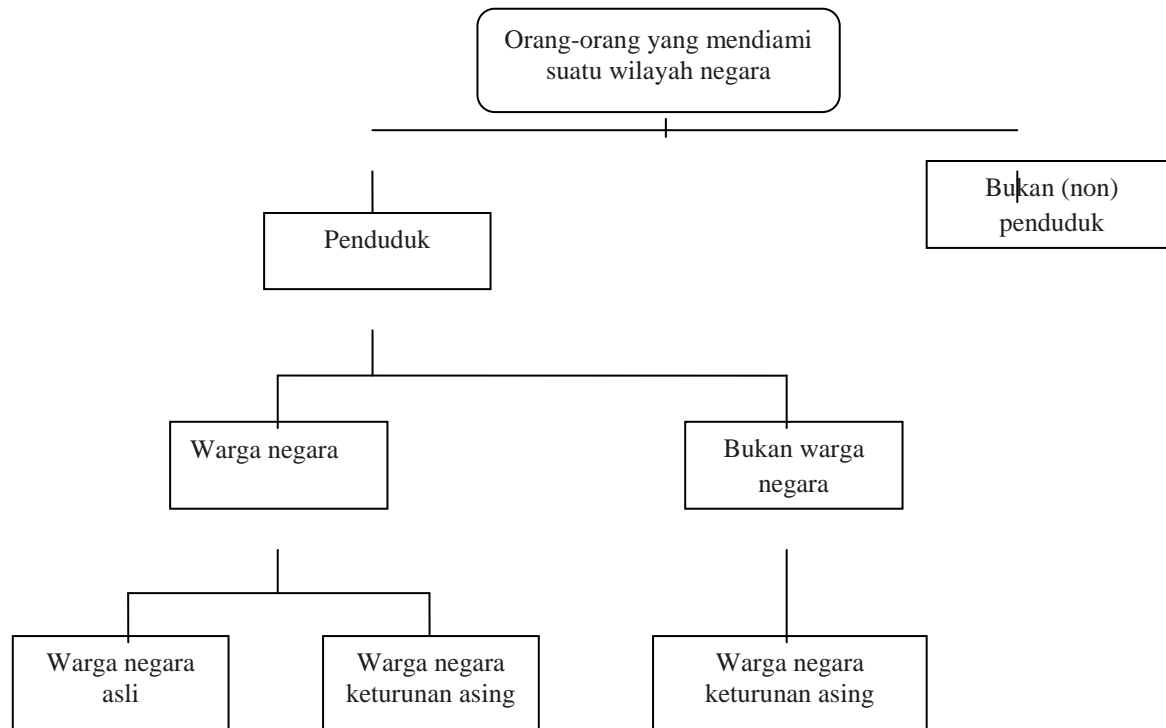 Orang-orang yang mendiami
suatu wilayah negara
Bukan (non)
penduduk
Penduduk
Warga negara
Bukan warga
negara
Warga negara
asli
Warga negara
keturunan asing
Warga negara
keturunan asing